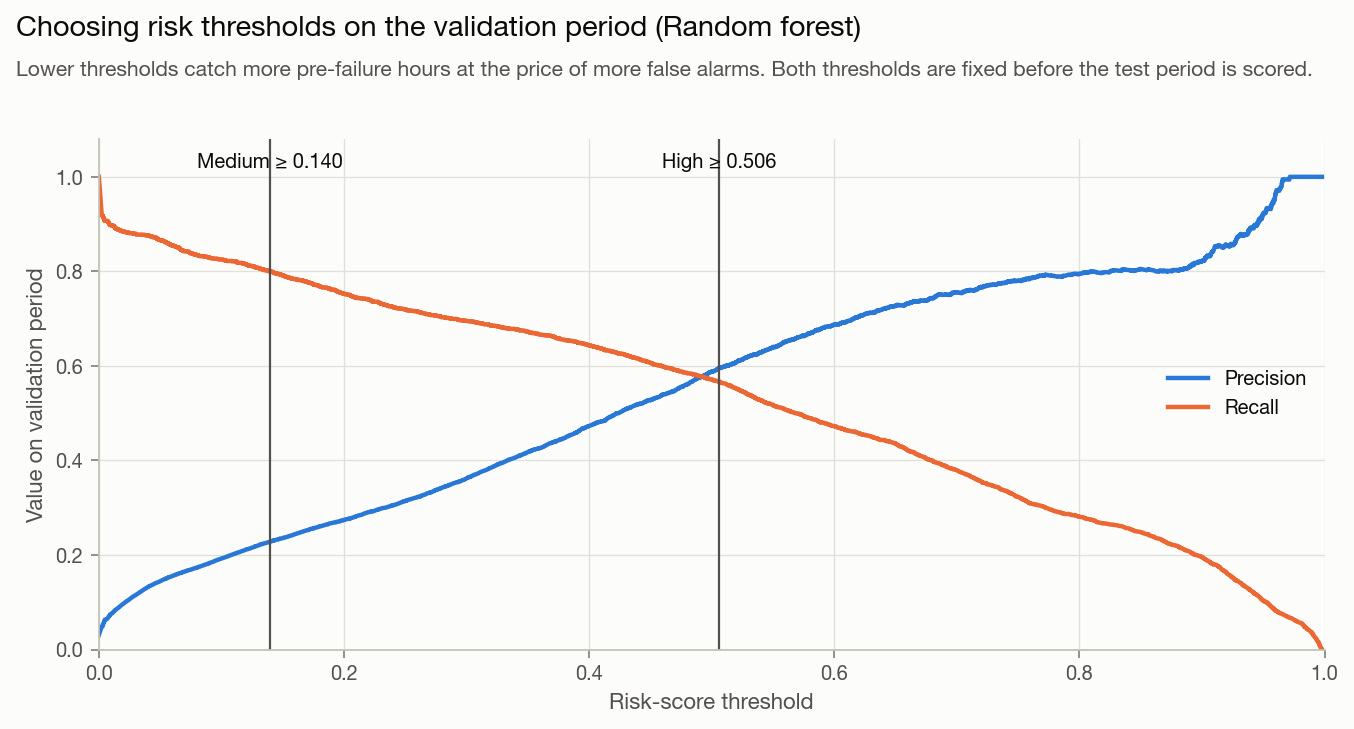 Choosing risk thresholds on the validation period (Random forest)
Lower thresholds catch more pre-failure hours at the price of more false alarms. Both thresholds are fixed before the test period is scored.
Medium ≥ 0.140
High ≥ 0.506
1.0
0.8
0.6
0.4
0.2
0.0
Value on validation period
Precision
Recall
0.0
0.2
0.4
0.6
0.8
1.0
Risk-score threshold